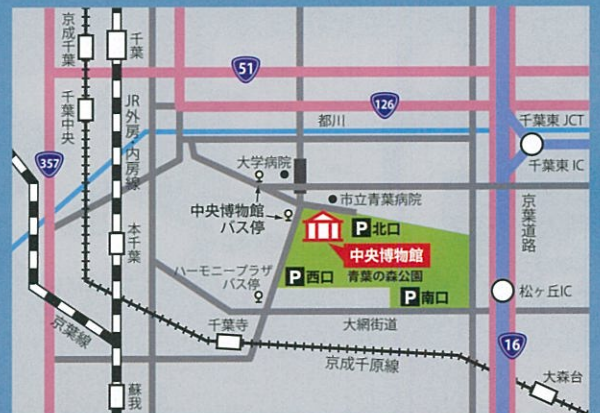 京成千葉
千葉
51
126
千葉中央
JR外房・内房線
都川
千葉東JCT
千葉東IC
357
大学病院
市立青葉病院
中央博物館
バス停
P北口
中央博物館
青葉の森公園
京葉道路
本千葉
ハーモニープラザ
バス停
P西口
P南口
松ヶ丘IC
京葉線
千葉寺
大網街道
京成千原線
16
大森台
蘇我